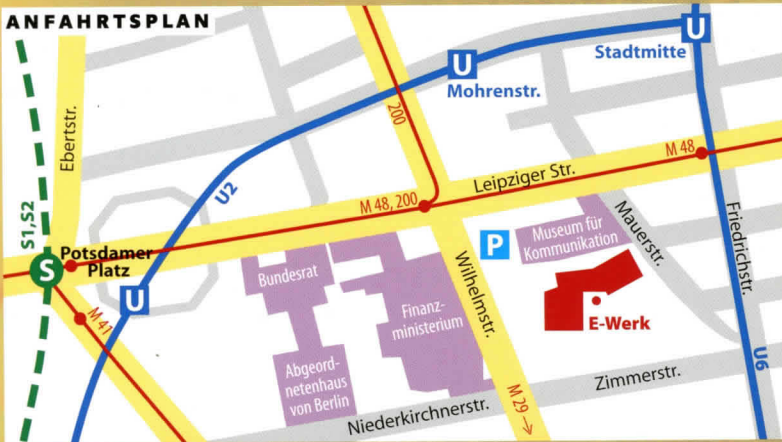 ANFAHRTSPLAN
U
Stadtmitte
U
Mohrenstr.
Ebertstr.
200
U2
M 48
Leipziger Str.
M 48, 200
S1,S2
Potsdamer
Platz
S
U
M 41
Bundesrat
P
Museum für
Kommunikation
Mauerstr.
Friedrichstr.
Wilhelmstr.
Finanz-
ministerium
E-Werk
Abgeord-
netenhaus
von Berlin
U6
Zimmerstr.
M 29 →
Niederkirchnerstr.